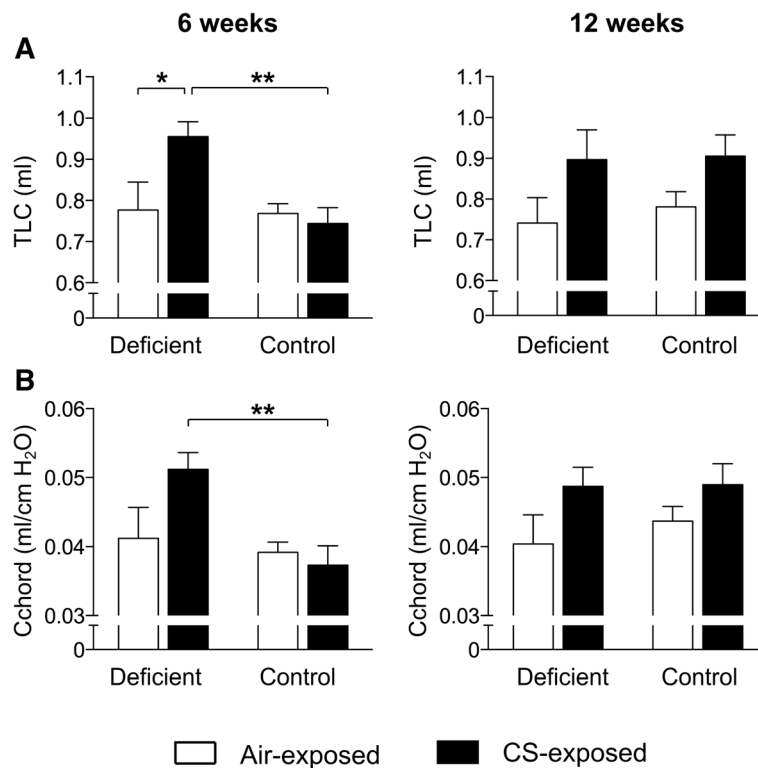 6 weeks 12 weeks
A
* **
1.1 1.1
1.0 1.0
0.9 0.9
0.8 0.8
0.7 0.7
0.6 0.6
0 0
TLC (ml) TLC (ml)
Deficient Control Deficient Control
B
**
0.06 0.06
0.05 0.05
0.04 0.04
0.03 0.03
0 0
Cchord (ml/cm H₂O) Cchord (ml/cm H₂O)
Deficient Control Deficient Control
Air-exposed CS-exposed